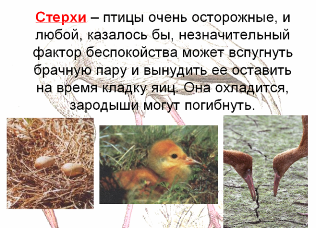 Стерхи – птицы очень осторожные, и
любой, казалось бы, незначительный
фактор беспокойства может вспугнуть
брачную пару и вынудить ее оставить
на время кладку яиц. Она охладится,
зародыши могут погибнуть.